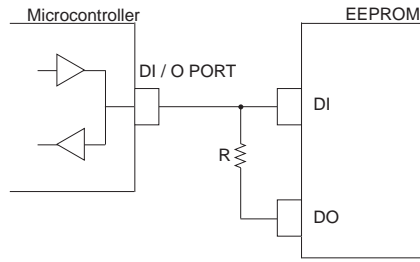 Microcontroller
EEPROM
DI / O PORT
DI
R
DO